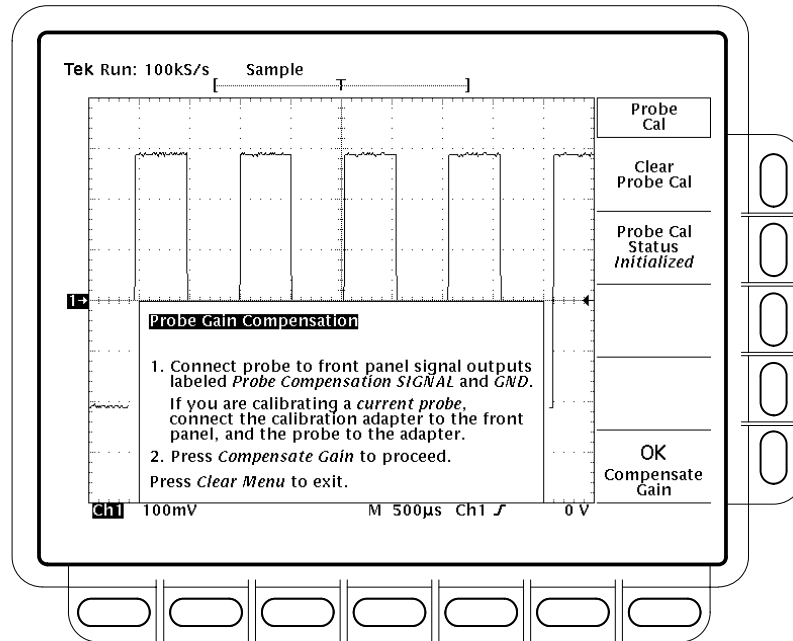 Tek Run: 100kS/s Sample
T
Probe
Cal
Clear
Probe Cal
Probe Cal
Status
Initialized
1→
Probe Gain Compensation
1. Connect probe to front panel signal outputs
labeled Probe Compensation SIGNAL and GND.
If you are calibrating a current probe,
connect the calibration adapter to the front
panel, and the probe to the adapter.
2. Press Compensate Gain to proceed.
Press Clear Menu to exit.
OK
Compensate
Gain
Ch1 100mV M 500µs Ch1 0 V